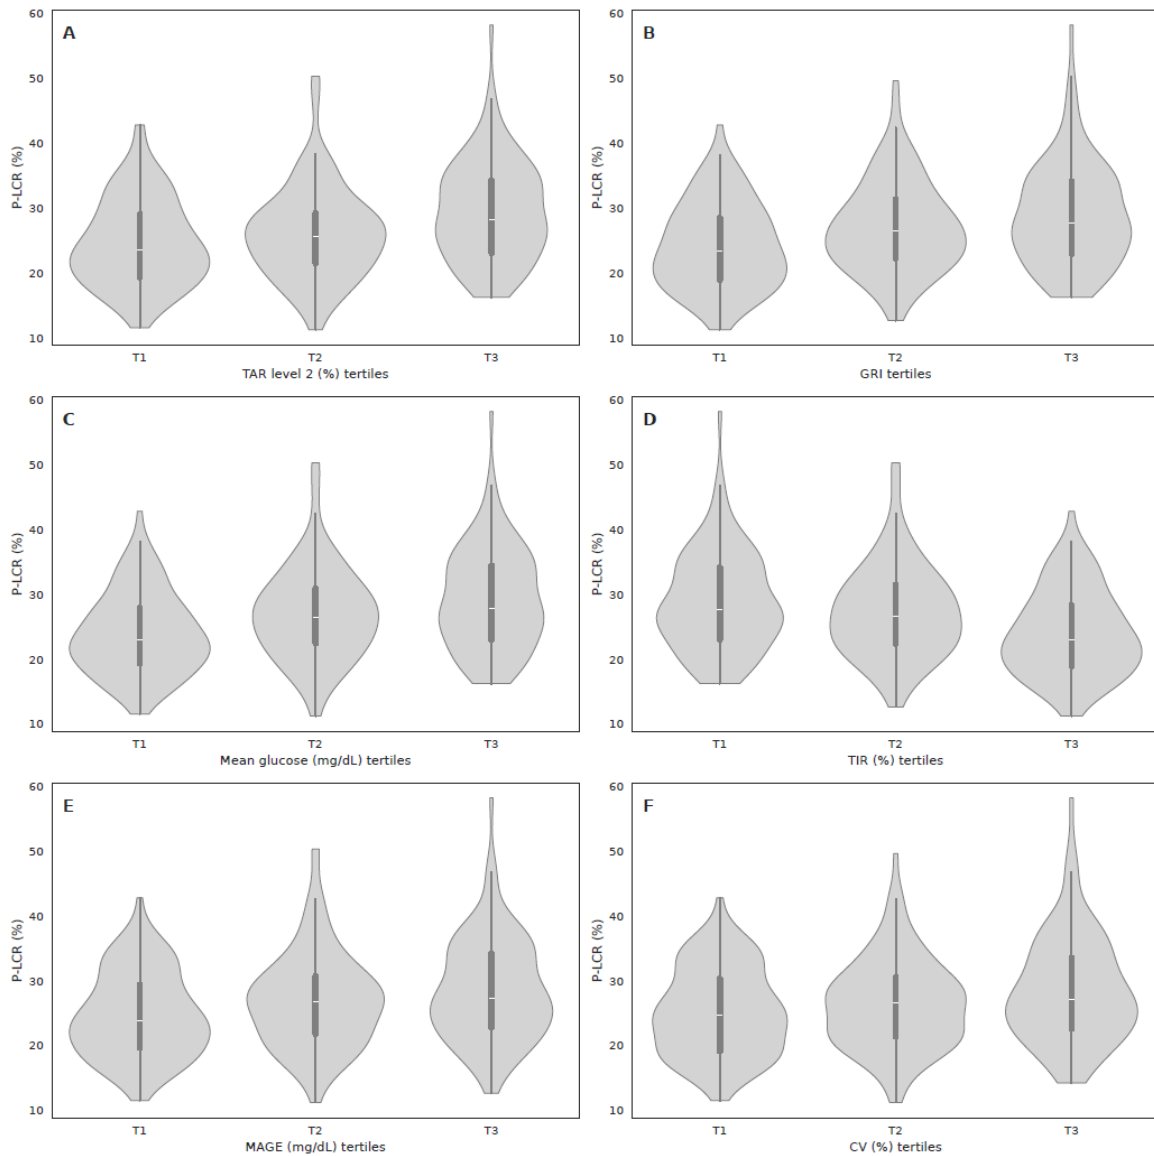 A
P-LCR (%)
60
50
40
30
20
10
T1 T2 T3
TAR level 2 (%) tertiles
B
P-LCR (%)
60
50
40
30
20
10
T1 T2 T3
GRI tertiles
C
P-LCR (%)
60
50
40
30
20
10
T1 T2 T3
Mean glucose (mg/dL) tertiles
D
P-LCR (%)
60
50
40
30
20
10
T1 T2 T3
TIR (%) tertiles
E
P-LCR (%)
60
50
40
30
20
10
T1 T2 T3
MAGE (mg/dL) tertiles
F
P-LCR (%)
60
50
40
30
20
10
T1 T2 T3
CV (%) tertiles